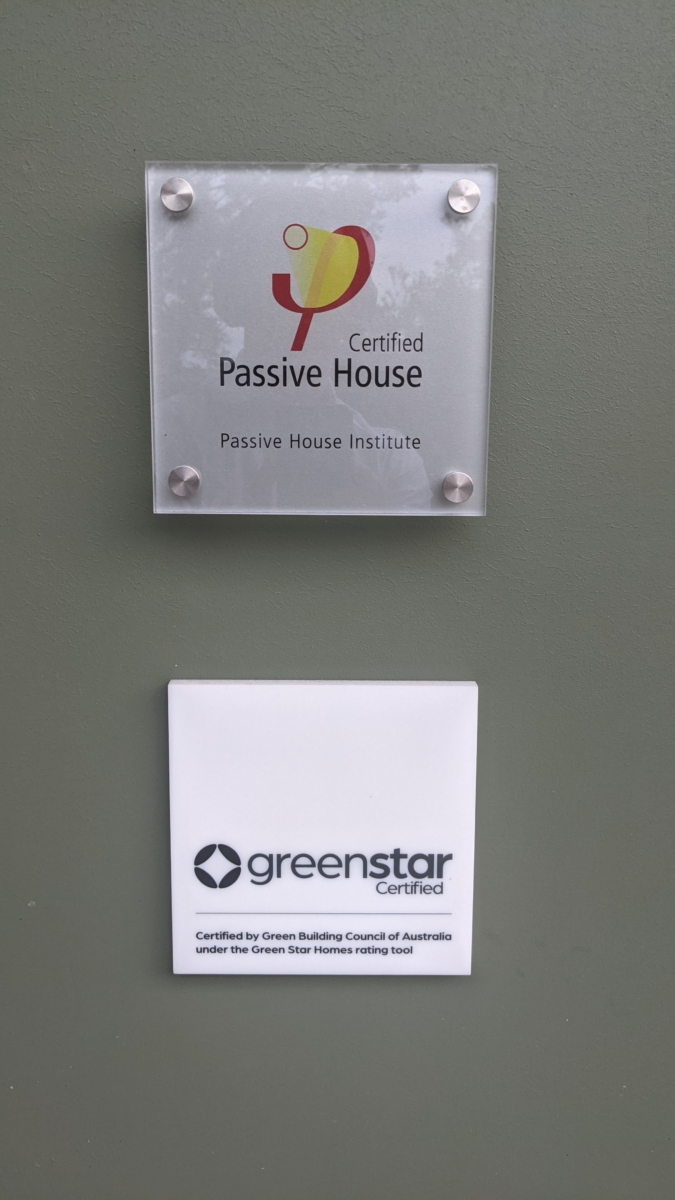 Certified
Passive House
Passive House Institute
greenstar
Certified
Certified by Green Building Council of Australia
under the Green Star Homes rating tool